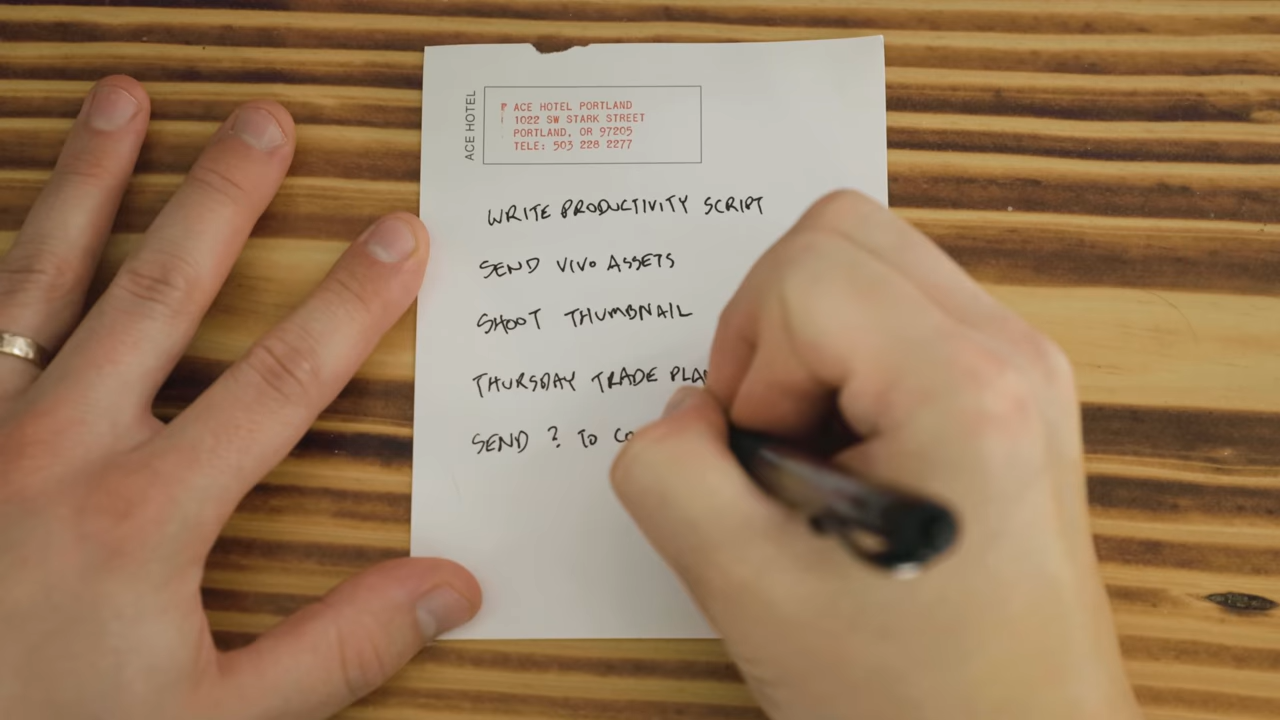 ACE HOTEL
ACE HOTEL PORTLAND
1022 SW STARK STREET
PORTLAND, OR 97205
TELE: 503 228 2277
WRITE PRODUCTIVITY SCRIPT
SEND VIVO ASSETS
SHOOT THUMBNAIL
THURSDAY TRADE
SEND ? TO